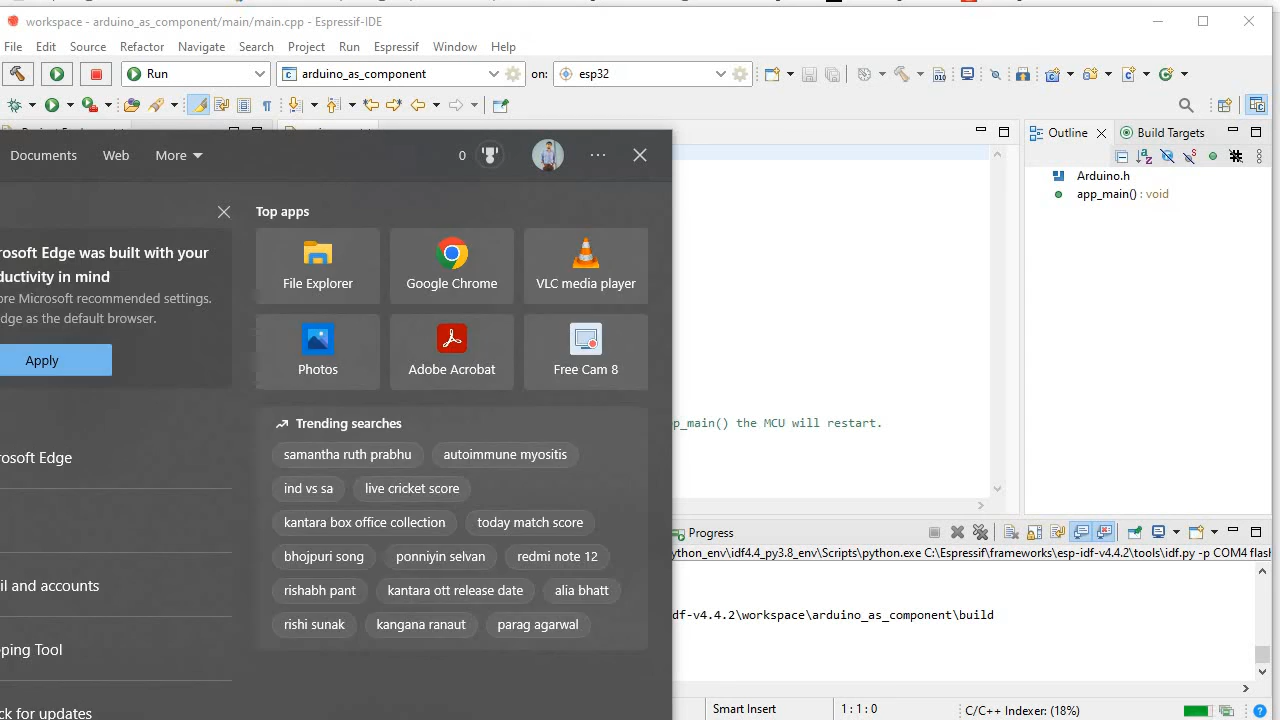 workspace - arduino_as_component/main/main.cpp - Espressif-IDE
File Edit Source Refactor Navigate Search Project Run Espressif Window Help
Run arduino_as_component on: esp32
Outline Build Targets
Documents Web More 0
Arduino.h
app_main() : void
Top apps
rosoft Edge was built with your
ductivity in mind
ore Microsoft recommended settings.
dge as the default browser.
Apply
File Explorer Google Chrome VLC media player
Photos Adobe Acrobat Free Cam 8
Trending searches
p_main() the MCU will restart.
samantha ruth prabhu autoimmune myositis
rosoft Edge
ind vs sa live cricket score
kantara box office collection today match score
Progress
bhojpuri song ponniyin selvan redmi note 12
ython_env\idf4.4_py3.8_env\Scripts\python.exe C:\Espressif\frameworks\esp-idf-v4.4.2\tools\idf.py -p COM4 flash
il and accounts
rishabh pant kantara ott release date alia bhatt
rishi sunak kangana ranaut parag agarwal
df-v4.4.2\workspace\arduino_as_component\build
ping Tool
ck for updates
Smart Insert 1 : 1 : 0 C/C++ Indexer: (18%)